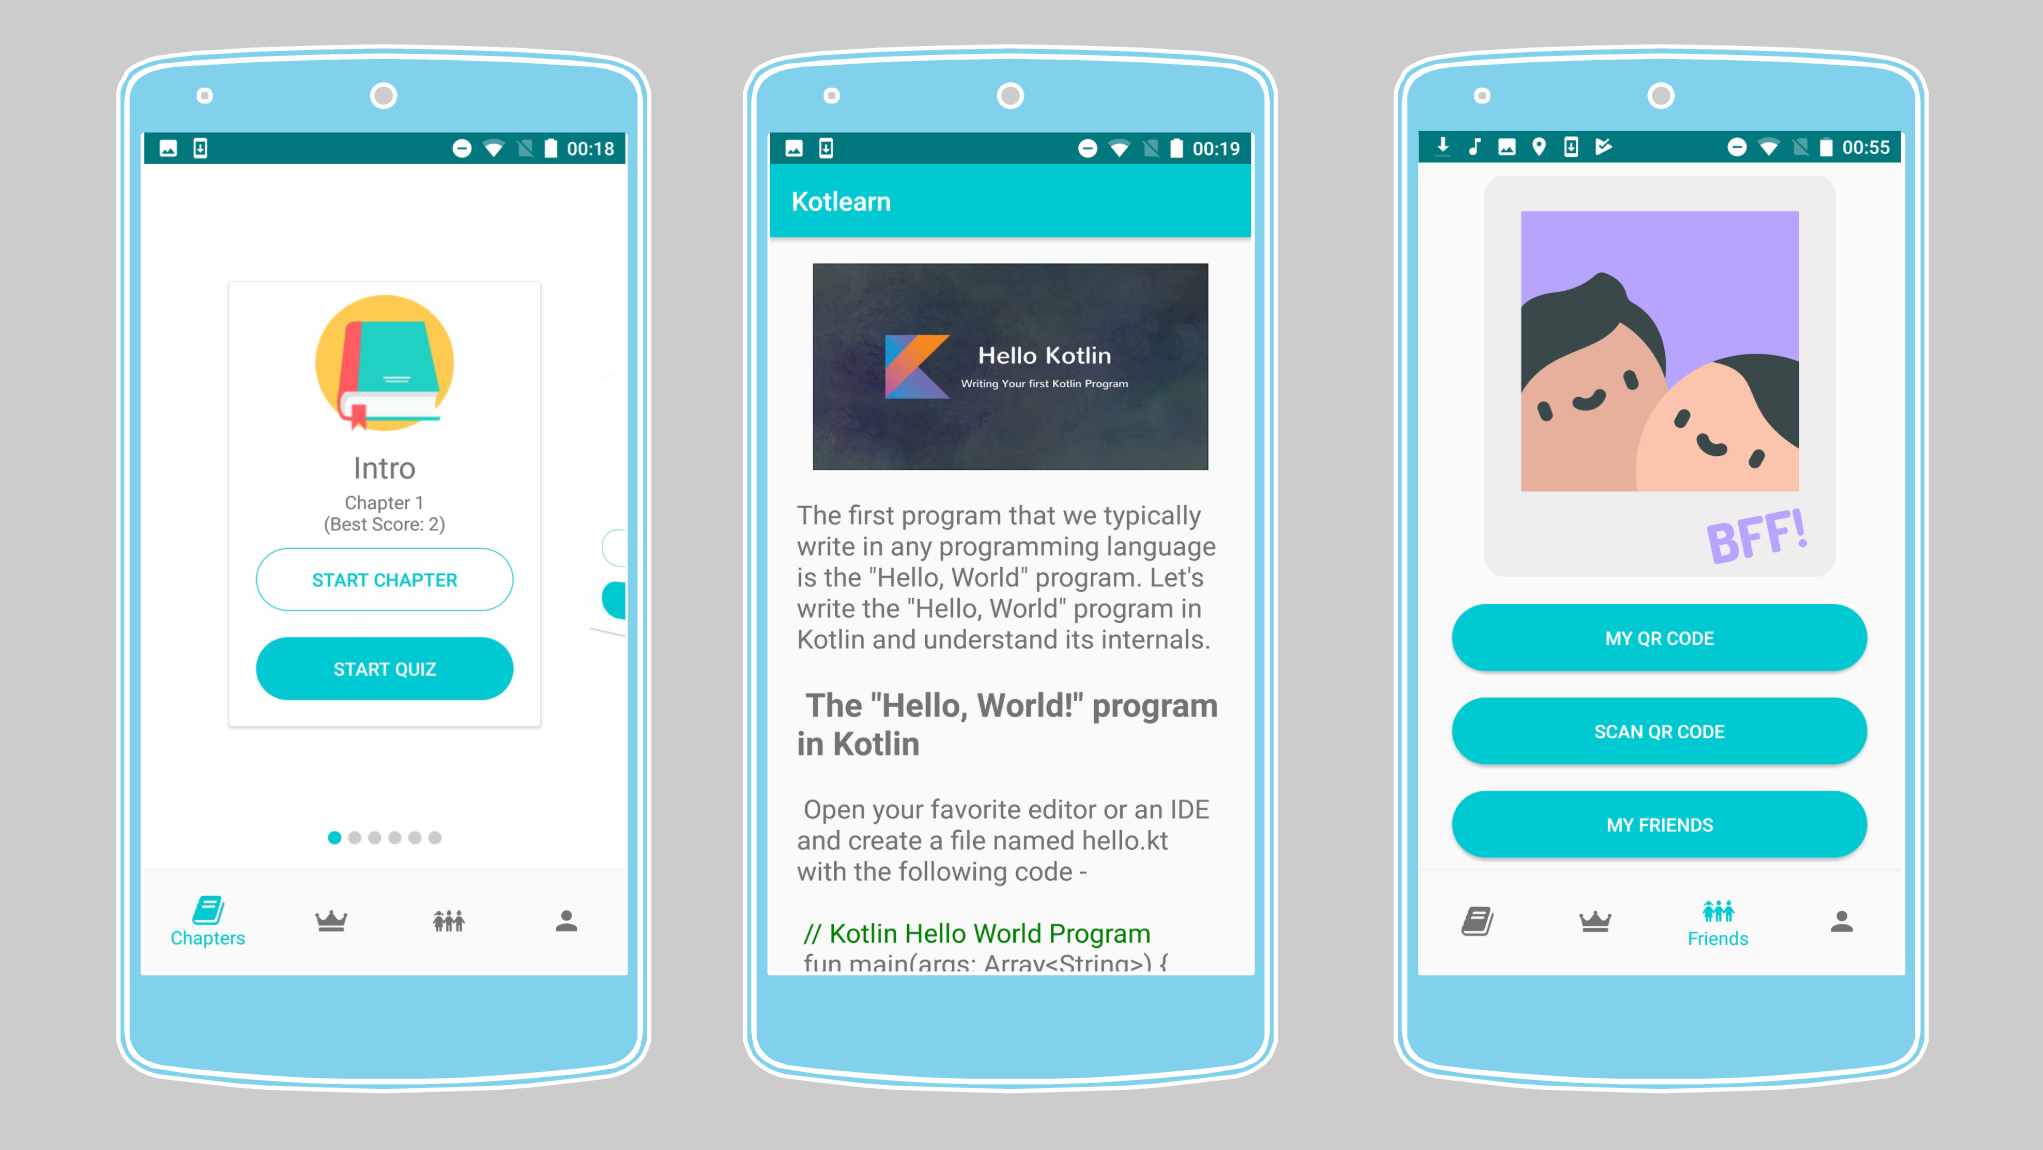 00:18
Intro
Chapter 1
(Best Score: 2)
START CHAPTER
START QUIZ
Chapters
00:19
Kotlearn
Hello Kotlin
Writing Your first Kotlin Program
The first program that we typically
write in any programming language
is the "Hello, World" program. Let's
write the "Hello, World" program in
Kotlin and understand its internals.
The "Hello, World!" program
in Kotlin
Open your favorite editor or an IDE
and create a file named hello.kt
with the following code -
// Kotlin Hello World Program
fun main(args: Array<String>) {
00:55
BFF!
MY QR CODE
SCAN QR CODE
MY FRIENDS
Friends